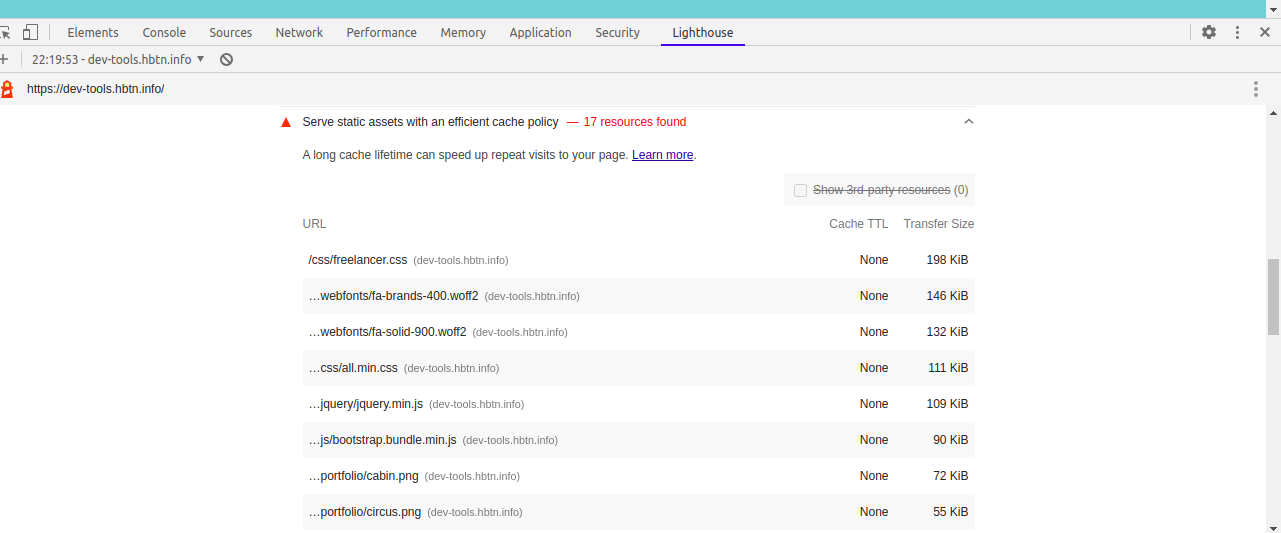 Elements Console Sources Network Performance Memory Application Security Lighthouse
22:19:53 - dev-tools.hbtn.info
https://dev-tools.hbtn.info/
Serve static assets with an efficient cache policy — 17 resources found
A long cache lifetime can speed up repeat visits to your page. Learn more.
Show 3rd-party resources (0)
URL Cache TTL Transfer Size
/css/freelancer.css (dev-tools.hbtn.info) None 198 KiB
…webfonts/fa-brands-400.woff2 (dev-tools.hbtn.info) None 146 KiB
…webfonts/fa-solid-900.woff2 (dev-tools.hbtn.info) None 132 KiB
…css/all.min.css (dev-tools.hbtn.info) None 111 KiB
…jquery/jquery.min.js (dev-tools.hbtn.info) None 109 KiB
…js/bootstrap.bundle.min.js (dev-tools.hbtn.info) None 90 KiB
…portfolio/cabin.png (dev-tools.hbtn.info) None 72 KiB
…portfolio/circus.png (dev-tools.hbtn.info) None 55 KiB